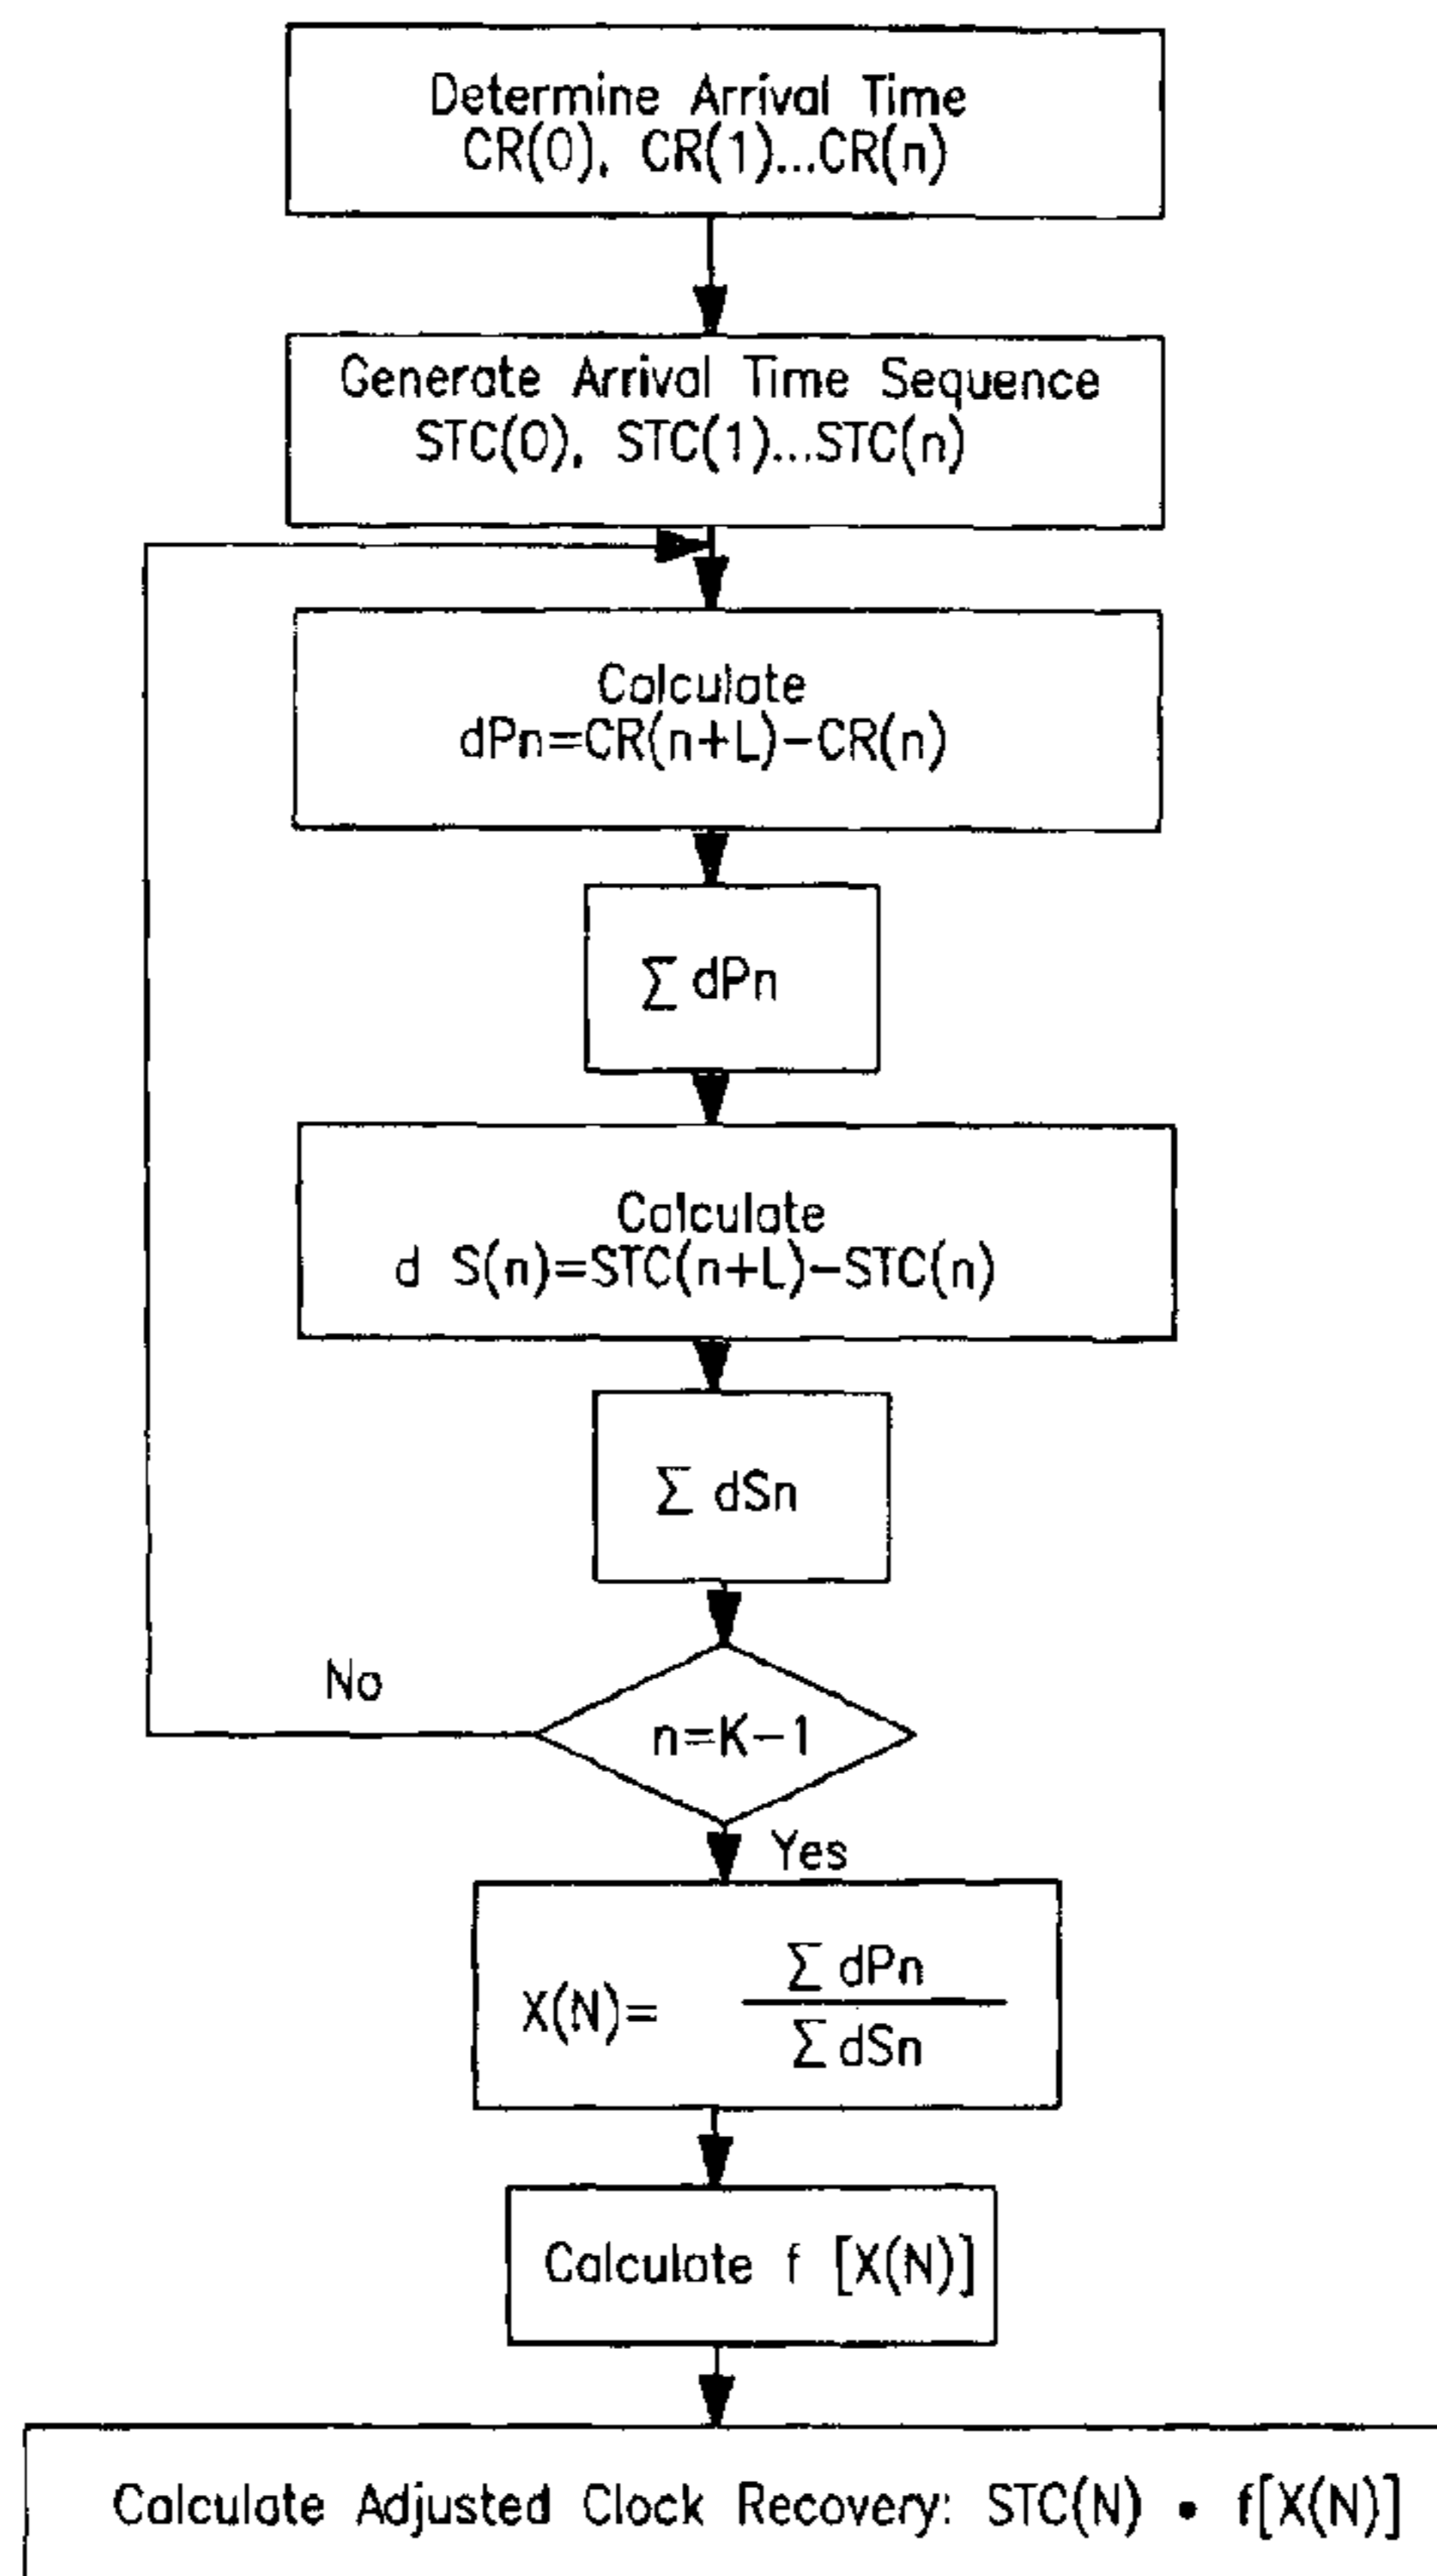 Determine Arrival Time
CR(0), CR(1)...CR(n)
Generate Arrival Time Sequence
STC(0), STC(1)...STC(n)
Calculate
dPn=CR(n+L)-CR(n)
∑ dPn
Calculate
d S(n)=STC(n+L)-STC(n)
∑ dSn
No
n=K-1
Yes
∑ dPn
X(N)=
∑ dSn
Calculate f [X(N)]
Calculate Adjusted Clock Recovery: STC(N) • f[X(N)]